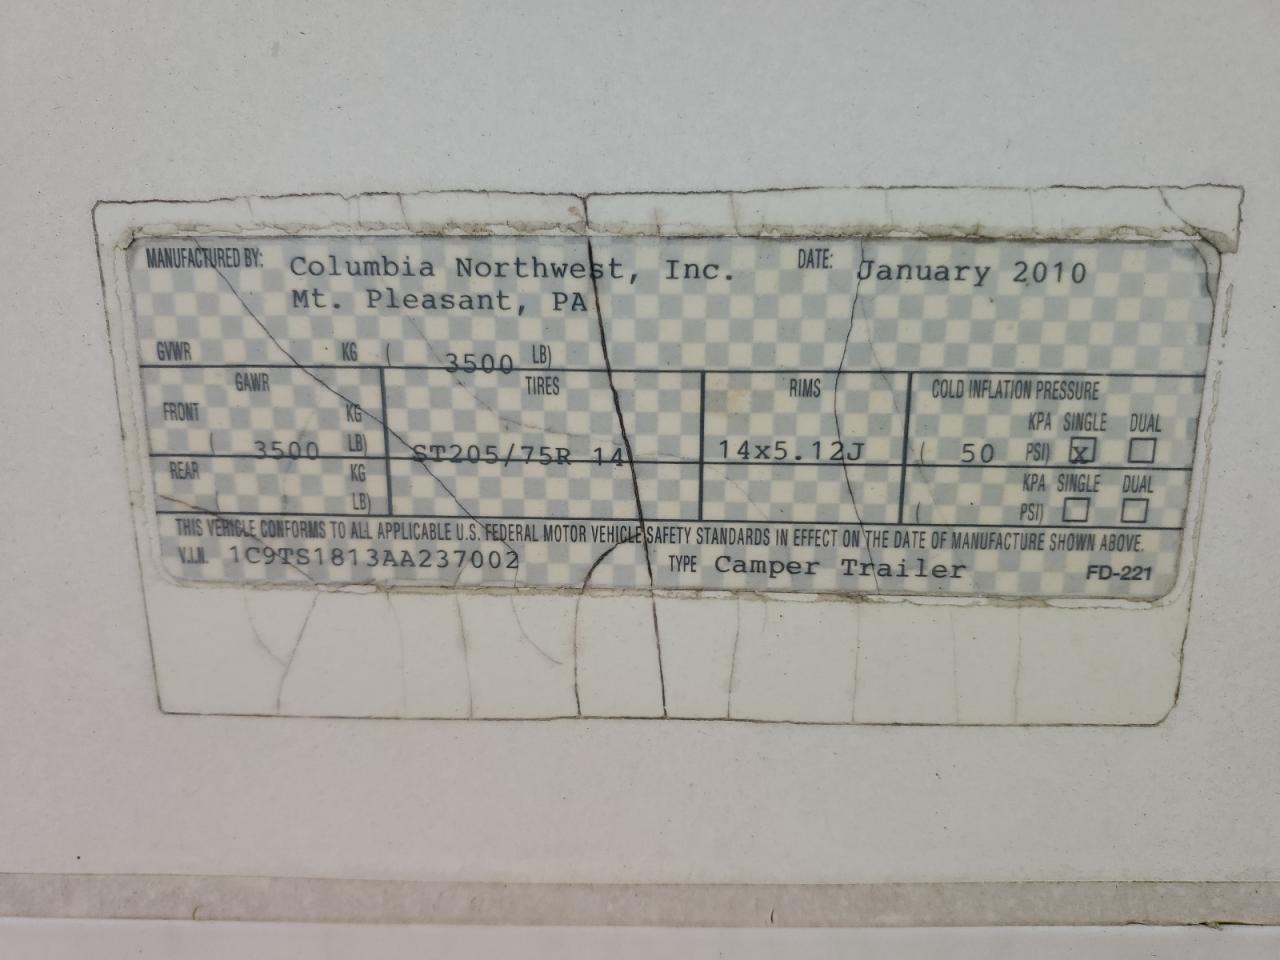 MANUFACTURED BY: Columbia Northwest, Inc. DATE: January 2010
Mt. Pleasant, PA
GVWR KG ( 3500 LB)
GAWR TIRES RIMS COLD INFLATION PRESSURE
FRONT KG KPA SINGLE DUAL
( 3500 LB) ST205/75R 14 14x5.12J ( 50 PSI) x
REAR KG KPA SINGLE DUAL
( LB) ( PSI)
THIS VEHICLE CONFORMS TO ALL APPLICABLE U.S. FEDERAL MOTOR VEHICLE SAFETY STANDARDS IN EFFECT ON THE DATE OF MANUFACTURE SHOWN ABOVE.
V.I.N. 1C9TS1813AA237002 TYPE Camper Trailer FD-221